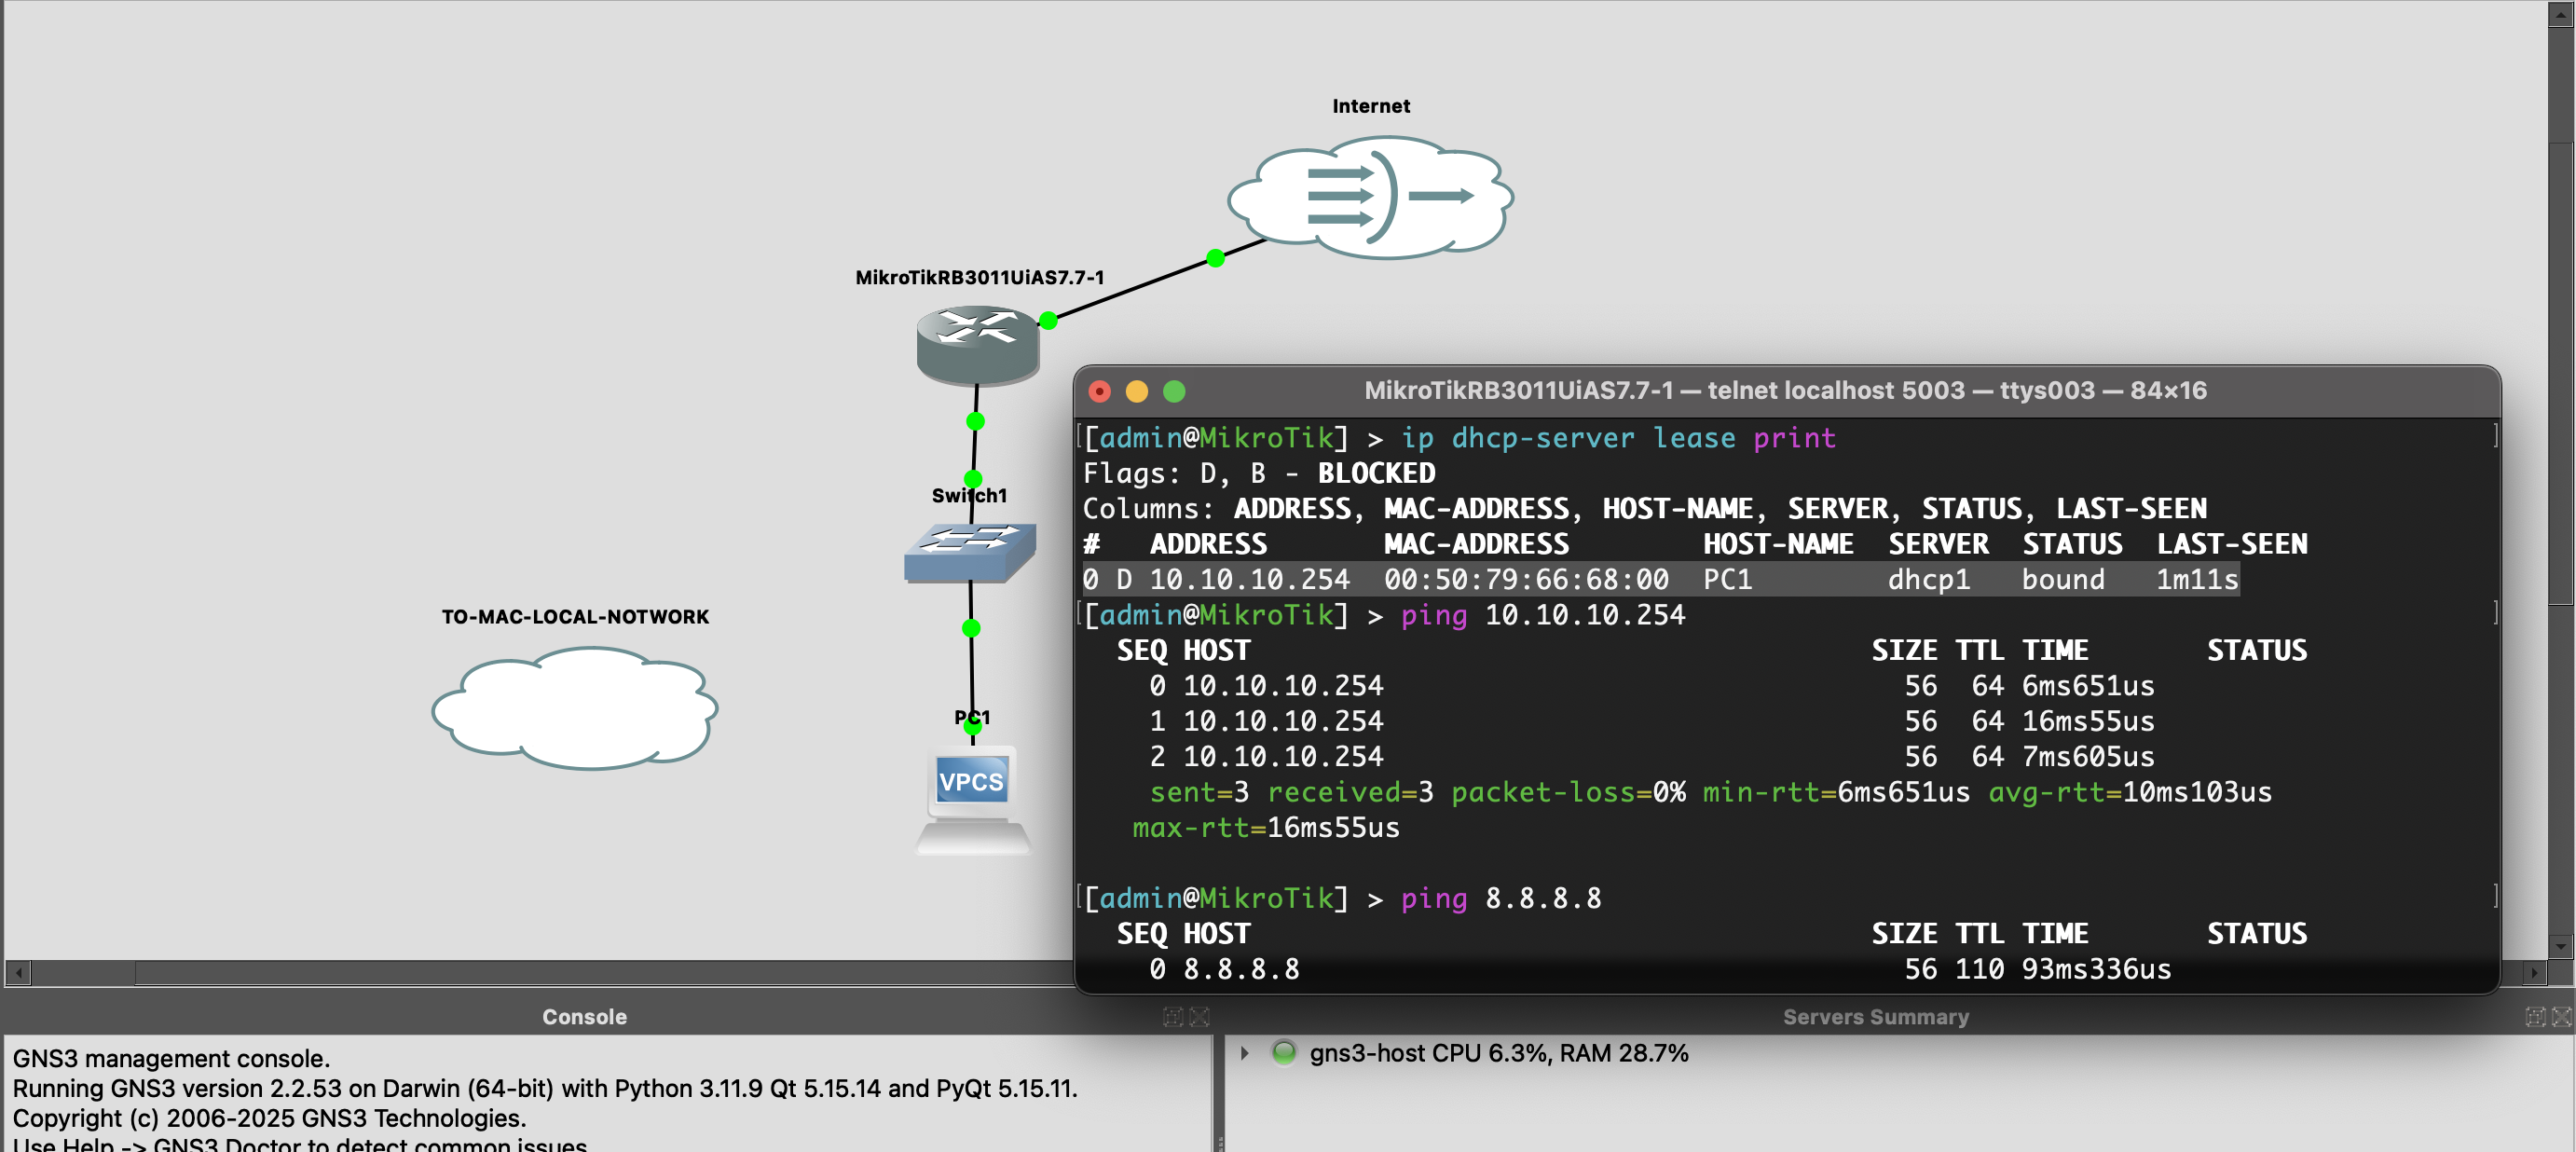 Internet
MikroTikRB3011UiAS7.7-1
Switch1
TO-MAC-LOCAL-NOTWORK
PC1
VPCS
MikroTikRB3011UiAS7.7-1 — telnet localhost 5003 — ttys003 — 84×16
[[admin@MikroTik] > ip dhcp-server lease print ]
Flags: D, B - BLOCKED
Columns: ADDRESS, MAC-ADDRESS, HOST-NAME, SERVER, STATUS, LAST-SEEN
# ADDRESS MAC-ADDRESS HOST-NAME SERVER STATUS LAST-SEEN
0 D 10.10.10.254 00:50:79:66:68:00 PC1 dhcp1 bound 1m11s
[[admin@MikroTik] > ping 10.10.10.254 ]
SEQ HOST SIZE TTL TIME STATUS
0 10.10.10.254 56 64 6ms651us
1 10.10.10.254 56 64 16ms55us
2 10.10.10.254 56 64 7ms605us
sent=3 received=3 packet-loss=0% min-rtt=6ms651us avg-rtt=10ms103us
max-rtt=16ms55us
[[admin@MikroTik] > ping 8.8.8.8 ]
SEQ HOST SIZE TTL TIME STATUS
0 8.8.8.8 56 110 93ms336us
Console
GNS3 management console.
Running GNS3 version 2.2.53 on Darwin (64-bit) with Python 3.11.9 Qt 5.15.14 and PyQt 5.15.11.
Copyright (c) 2006-2025 GNS3 Technologies.
Use Help -> GNS3 Doctor to detect common issues.
Servers Summary
gns3-host CPU 6.3%, RAM 28.7%